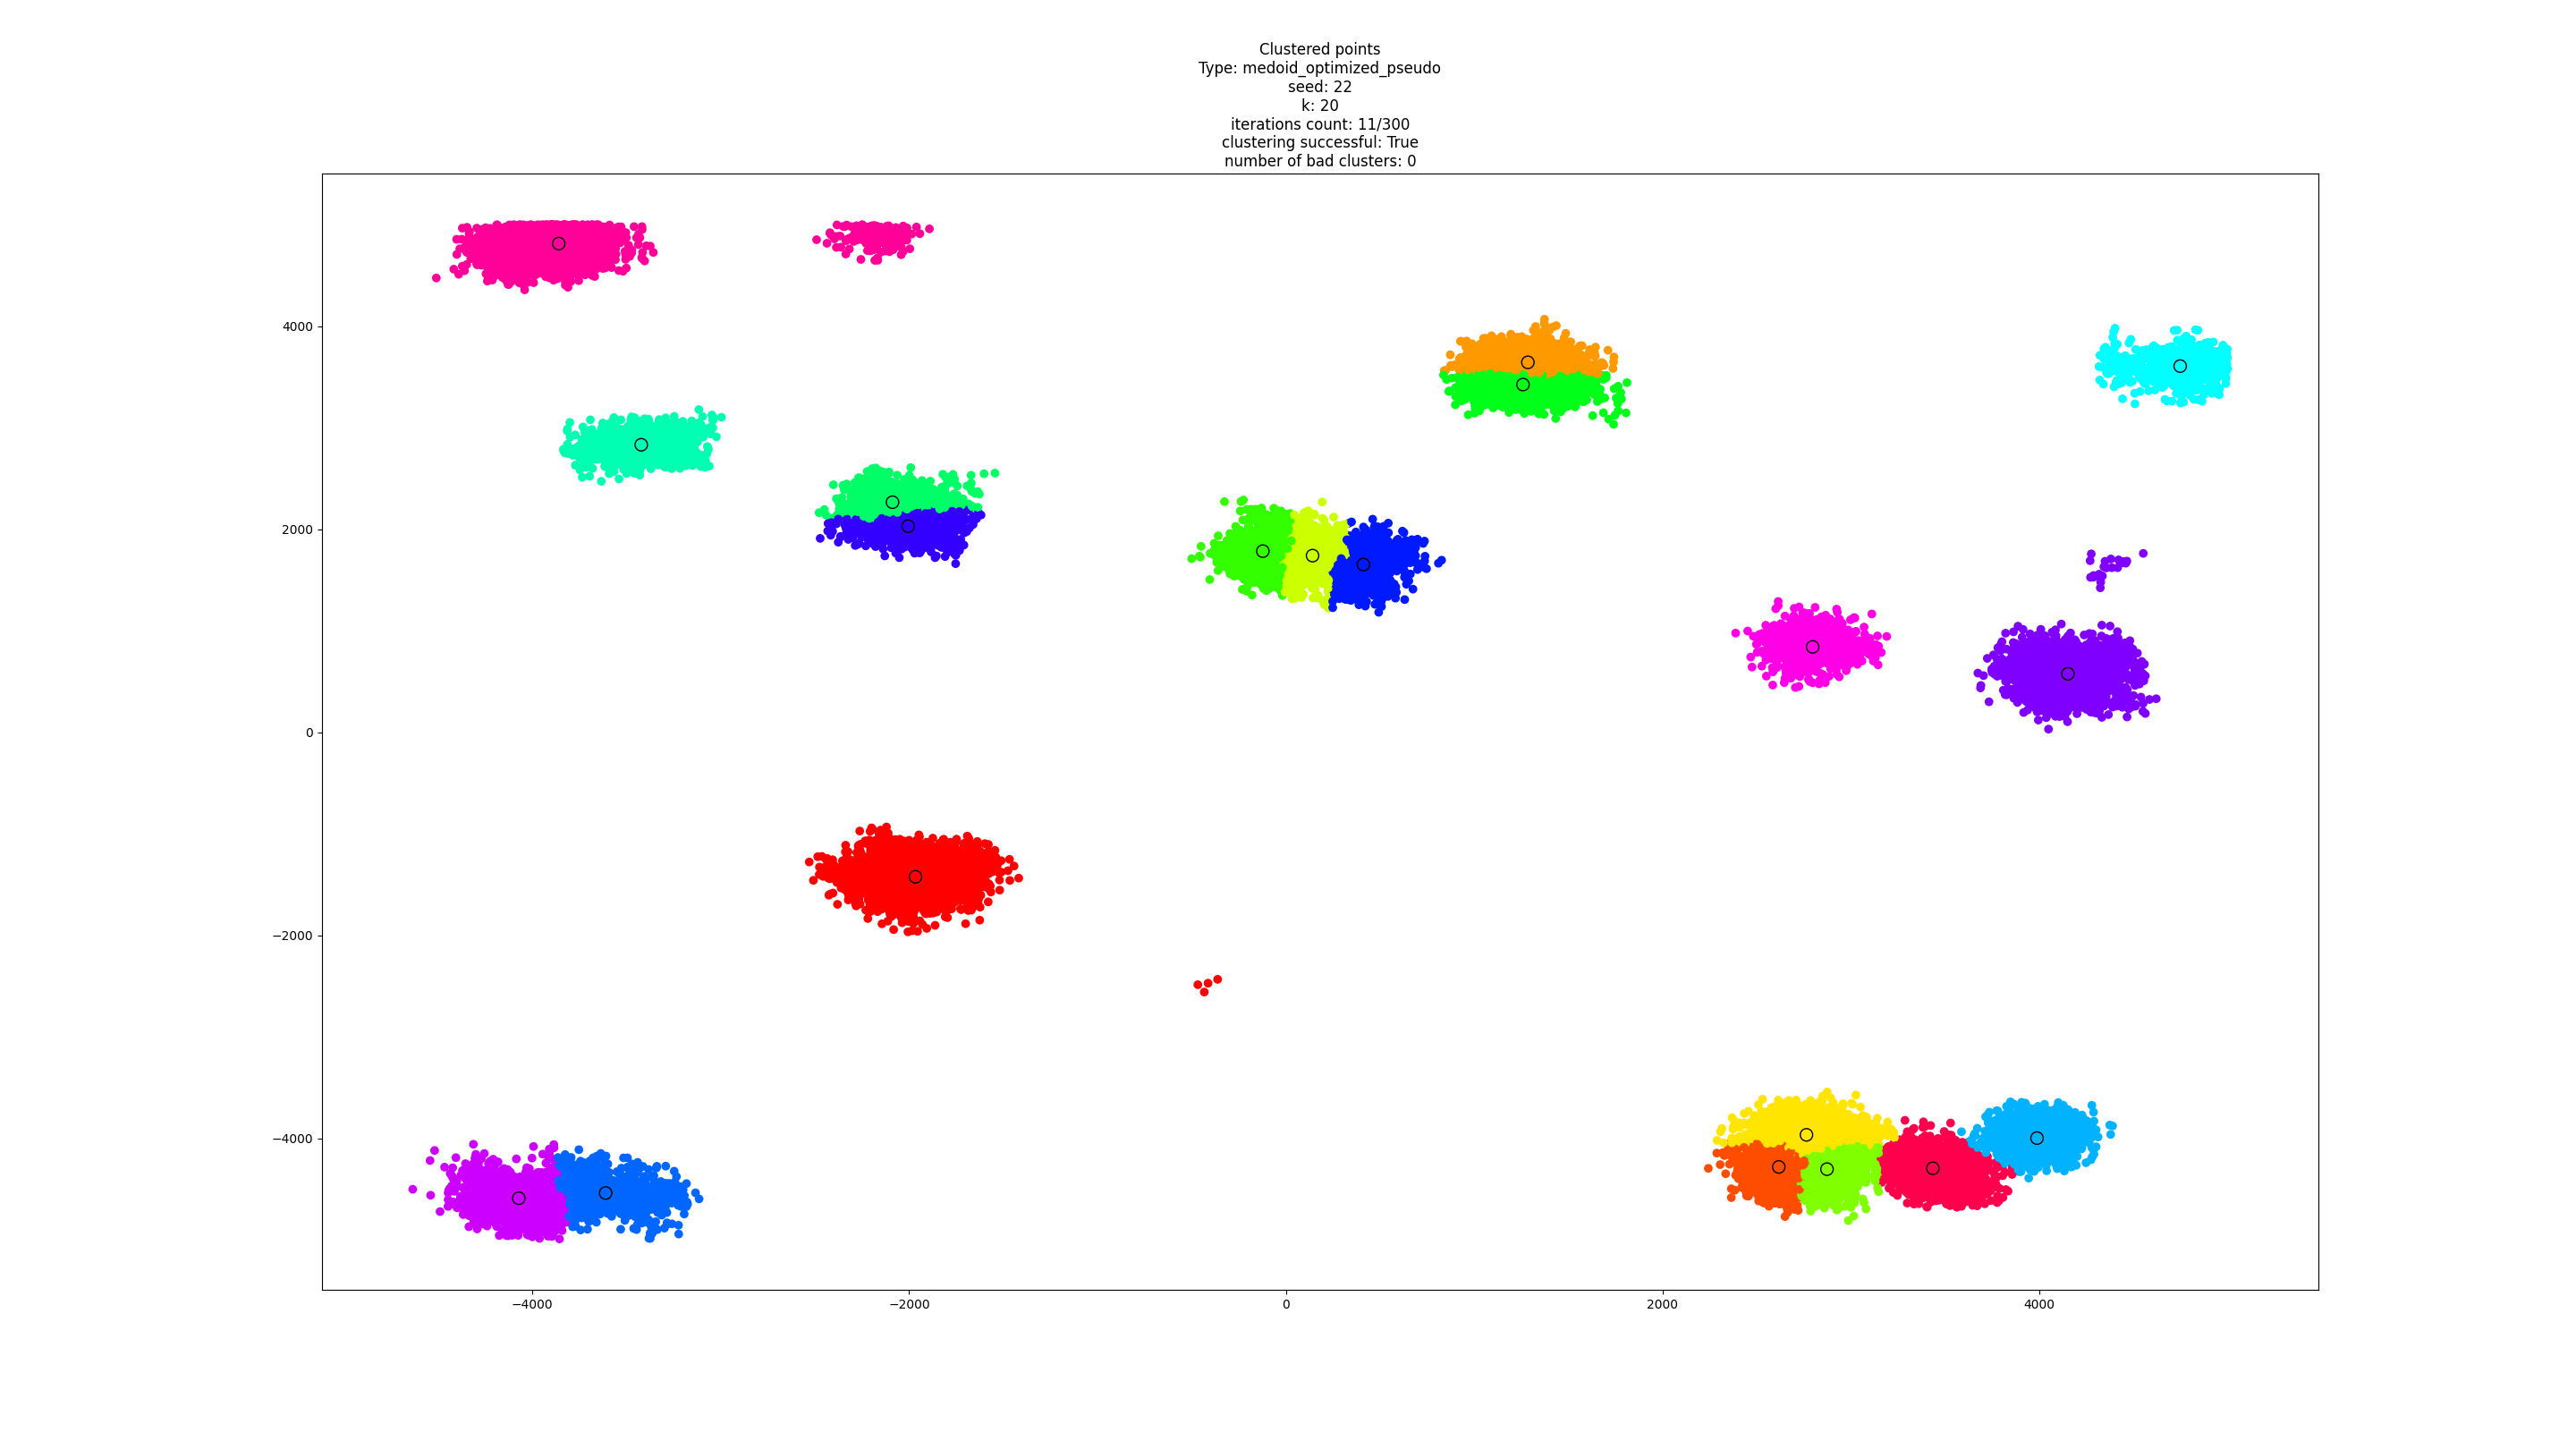 Clustered points
Type: medoid_optimized_pseudo
seed: 22
k: 20
iterations count: 11/300
clustering successful: True
number of bad clusters: 0
4000
2000
0
−2000
−4000
−4000
−2000
0
2000
4000